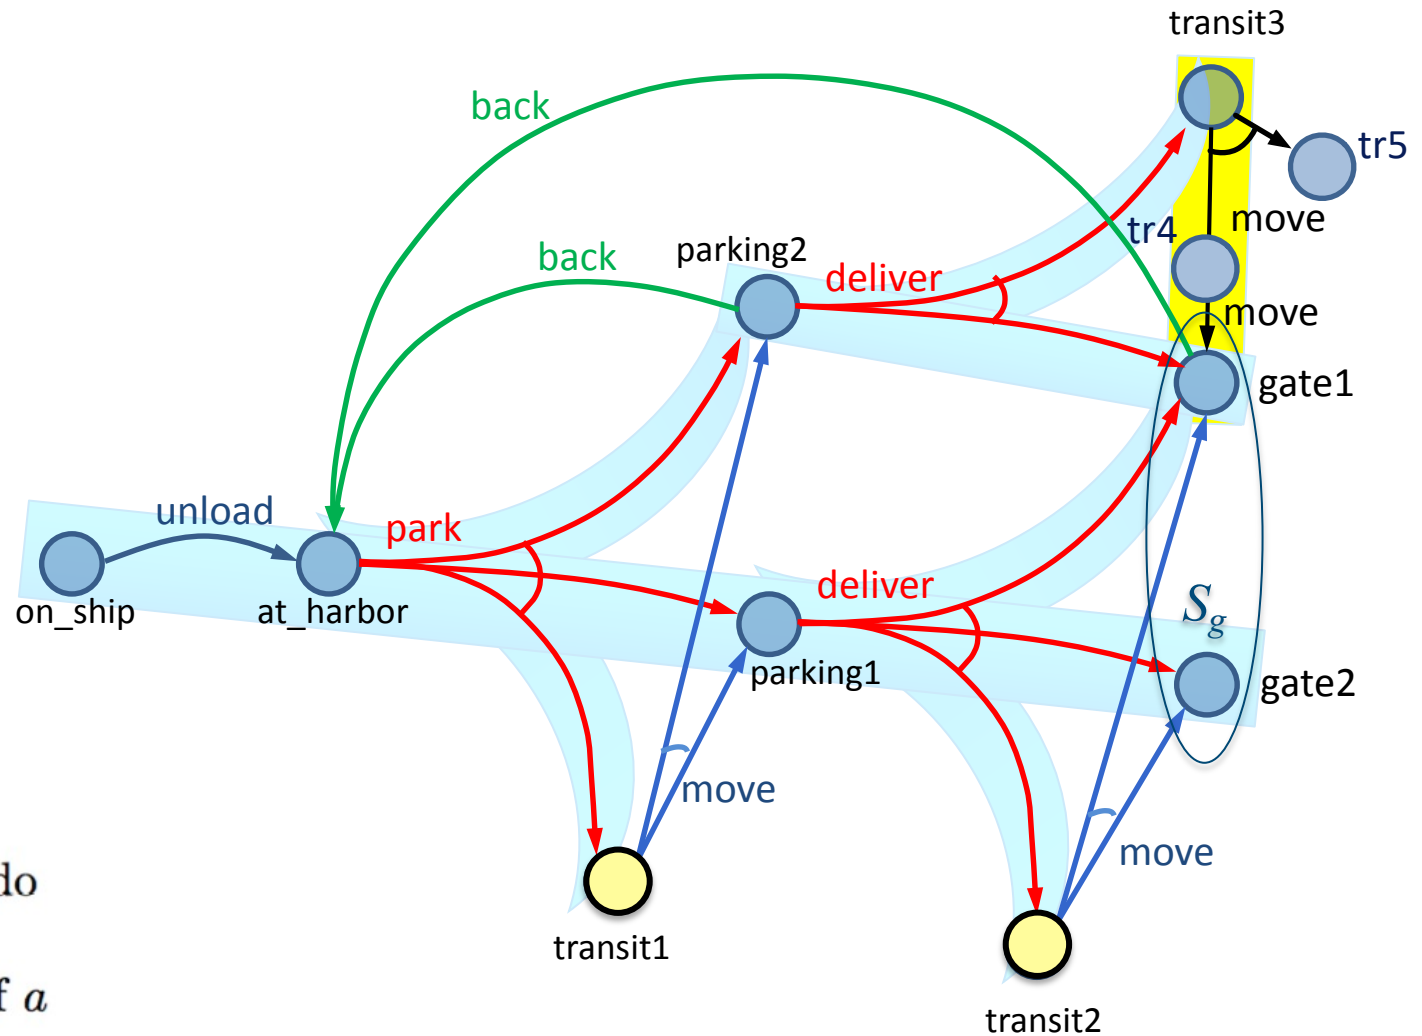 transit3
back
tr5
move
tr4
parking2
back
deliver
move
gate1
unload
park
on_ship
at_harbor
deliver
S_g
parking1
gate2
move
move
do
transit1
f a
transit2